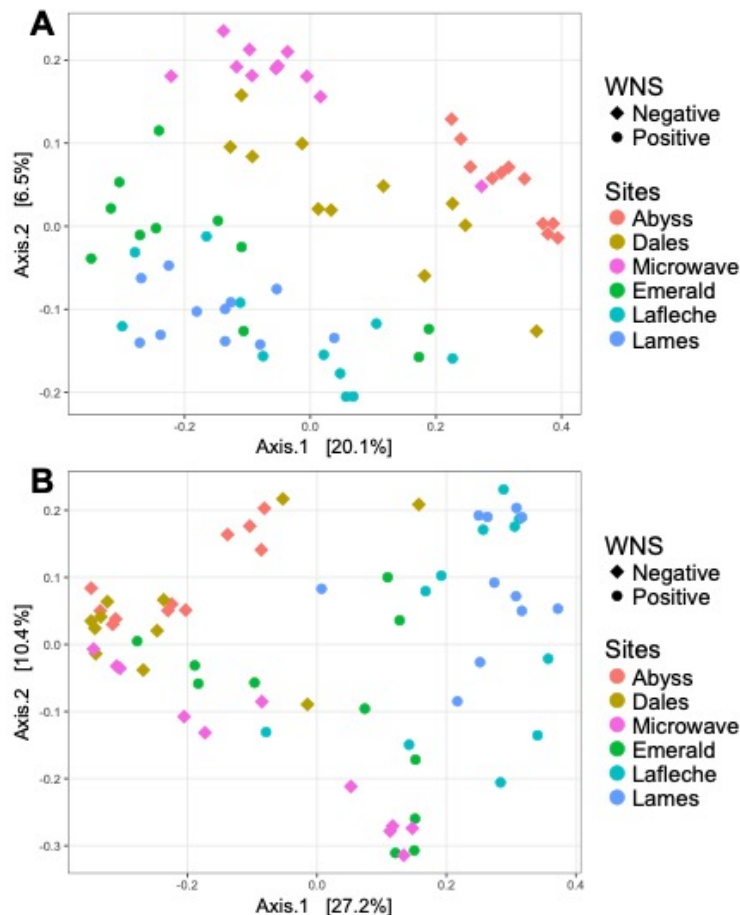 A
0.2
0.1
0.0
-0.1
-0.2
Axis.2 [6.5%]
-0.2
0.0
0.2
0.4
Axis.1 [20.1%]
WNS
Negative
Positive
Sites
Abyss
Dales
Microwave
Emerald
Lafleche
Lames
B
0.2
0.1
0.0
-0.1
-0.2
-0.3
Axis.2 [10.4%]
-0.2
0.0
0.2
0.4
Axis.1 [27.2%]
WNS
Negative
Positive
Sites
Abyss
Dales
Microwave
Emerald
Lafleche
Lames